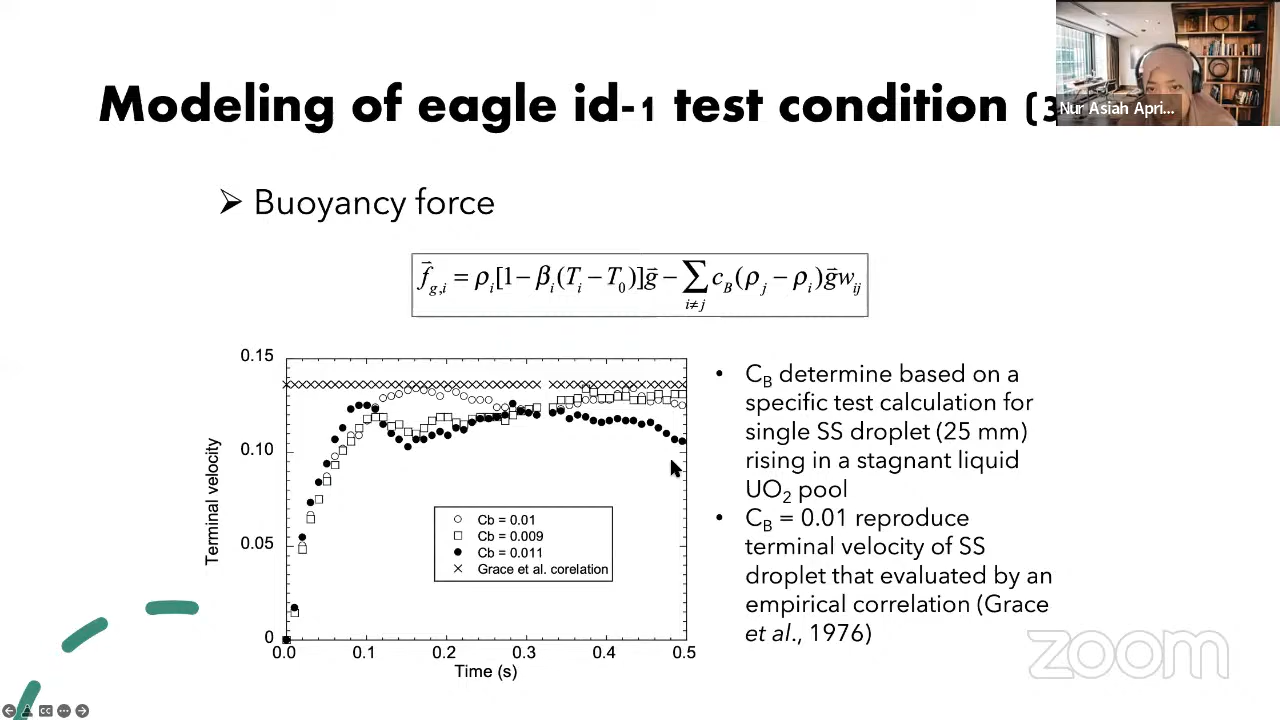 Modeling of eagle id-1 test condition (3
Nur Asiah Apri...
➢ Buoyancy force
f⃗_{g,i} = ρ_i[1 − β_i(T_i − T_0)]g⃗ − ∑_{i≠j} c_B(ρ_j − ρ_i)g⃗w_{ij}
0.15
0.10
0.05
0
Terminal velocity
0.0 0.1 0.2 0.3 0.4 0.5
Time (s)
Cb = 0.01
Cb = 0.009
Cb = 0.011
Grace et al. corelation
• C_B determine based on a
specific test calculation for
single SS droplet (25 mm)
rising in a stagnant liquid
UO₂ pool
• C_B = 0.01 reproduce
terminal velocity of SS
droplet that evaluated by an
empirical correlation (Grace
et al., 1976)
zoom
CC